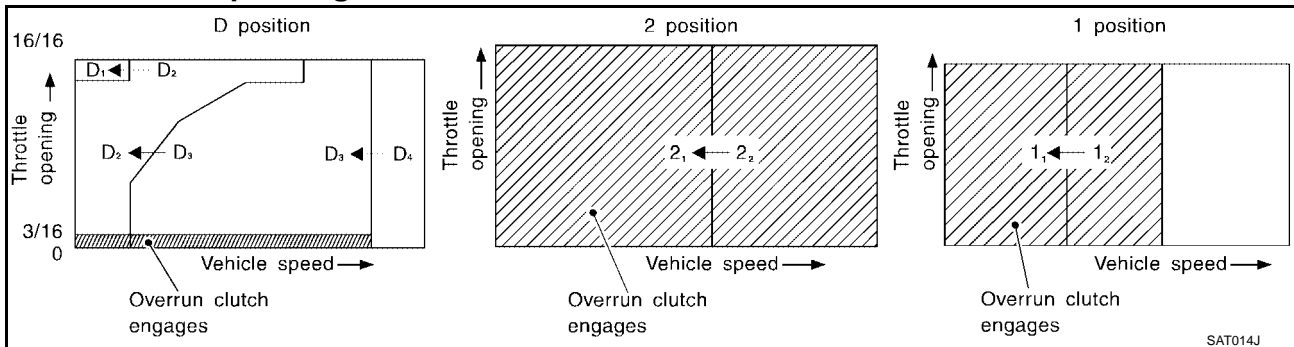 D position
16/16
D₁ ◄ D₂
D₂ ◄ D₃
D₃ ◄ D₄
Throttle
opening
3/16
0
Vehicle speed
Overrun clutch
engages
2 position
Throttle
opening
2₁ ◄ 2₂
Vehicle speed
Overrun clutch
engages
1 position
Throttle
opening
1₁ ◄ 1₂
Vehicle speed
Overrun clutch
engages
SAT014J